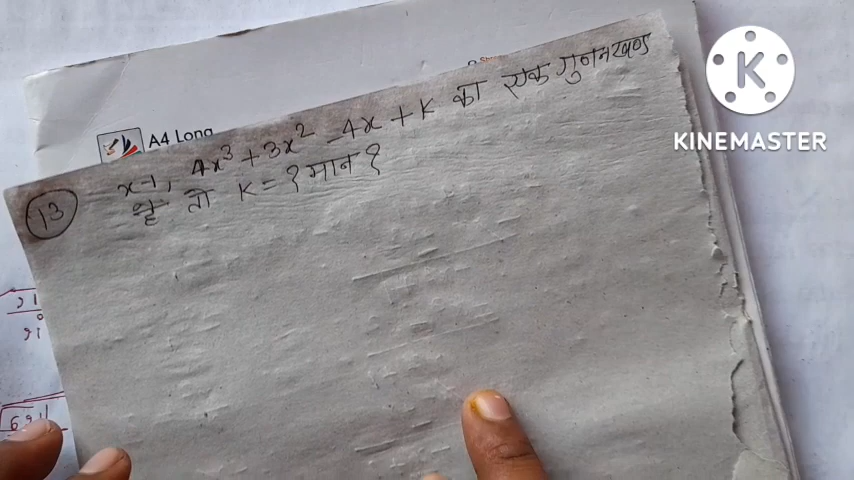 A4 Long
(13) x-1, 4x³ + 3x² - 4x + K का एक गुणनखण्ड
है तो K = ? मान ?
K
KINEMASTER